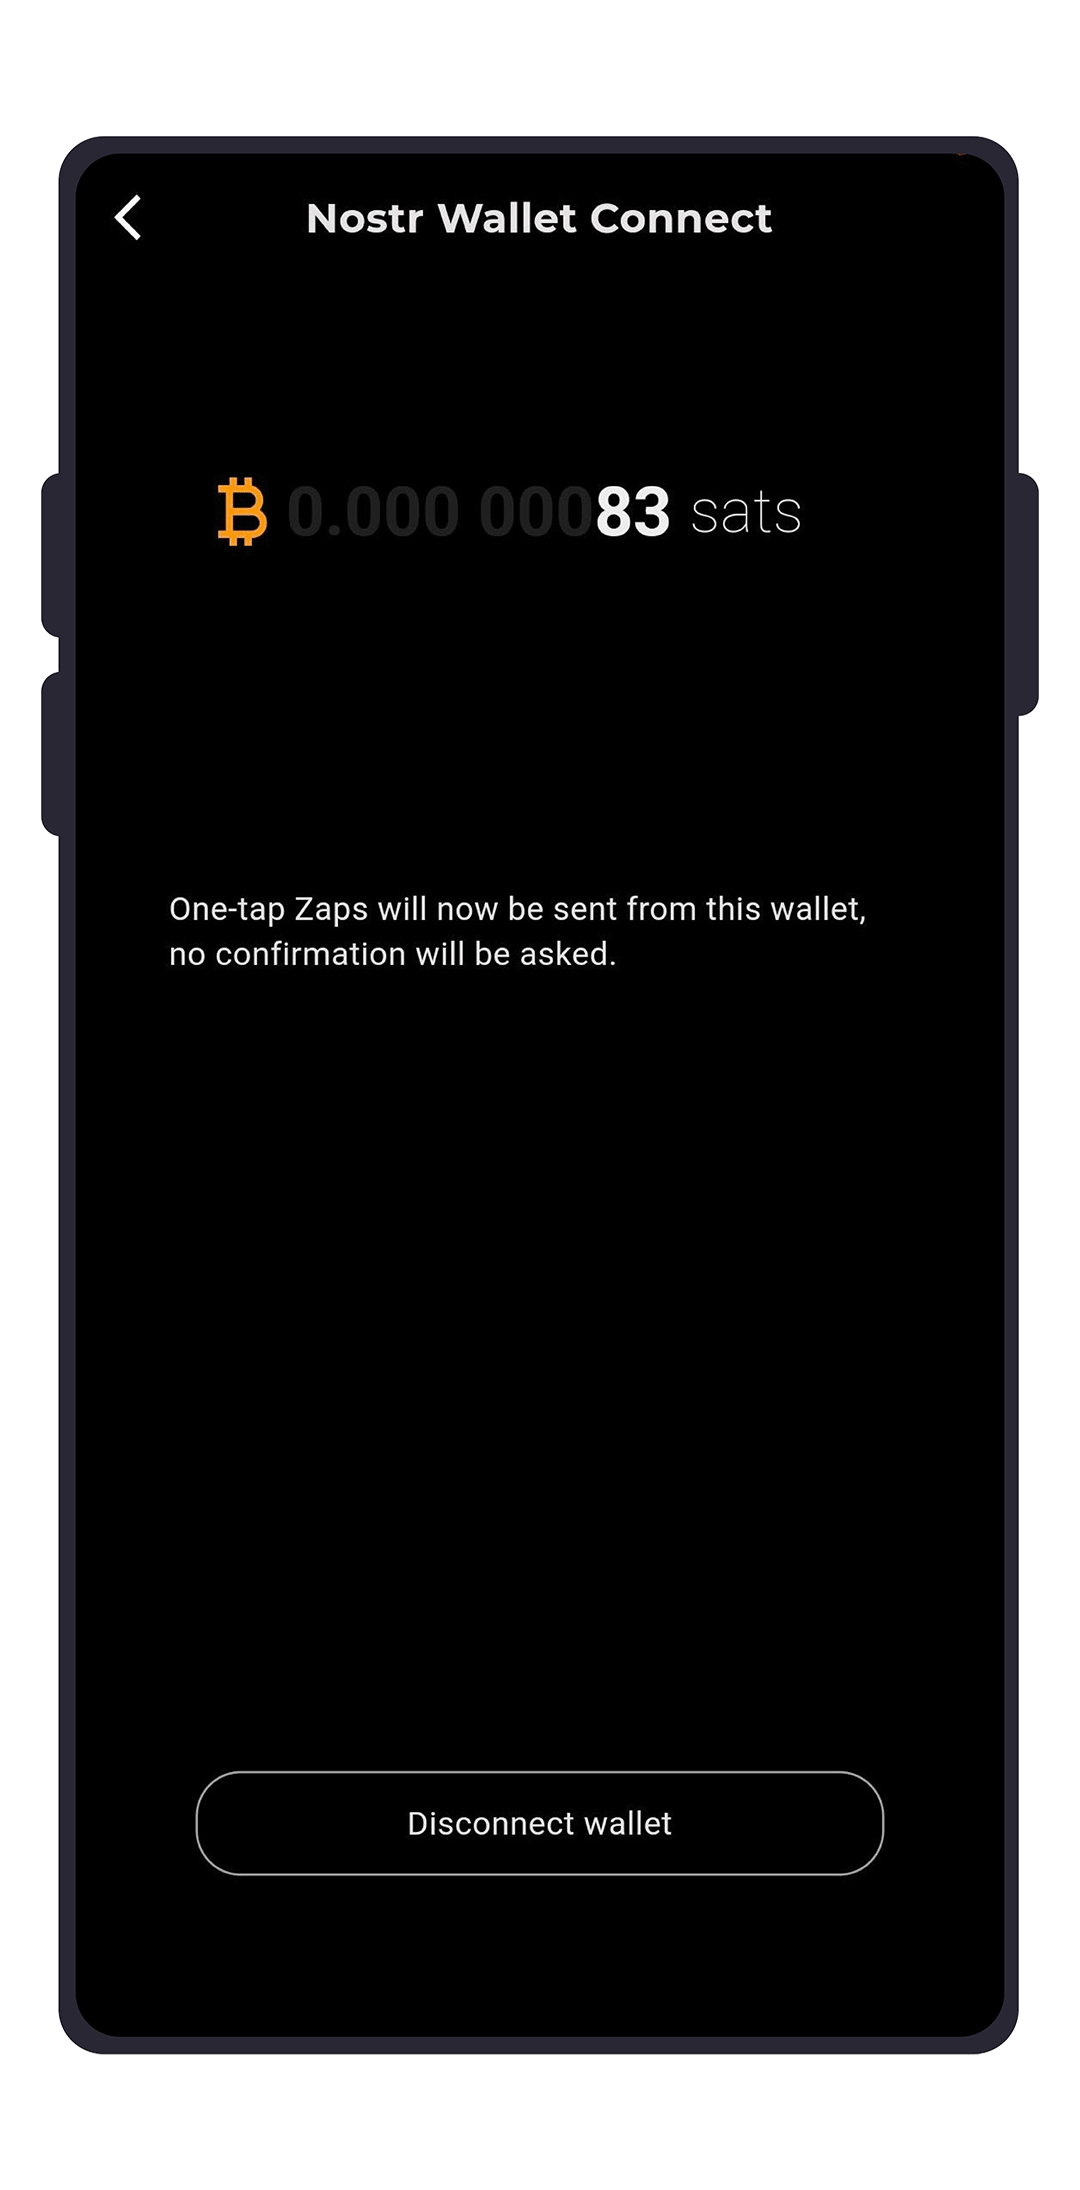 Nostr Wallet Connect
₿ 0.000 00083 sats
One-tap Zaps will now be sent from this wallet,
no confirmation will be asked.
Disconnect wallet